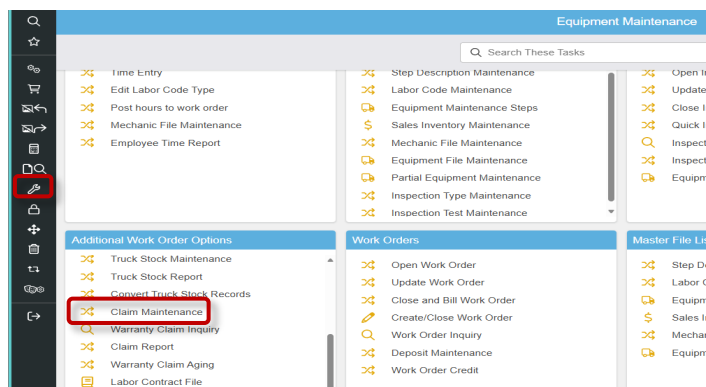 Equipment Maintenance
Search These Tasks
Time Entry
Edit Labor Code Type
Post hours to work order
Mechanic File Maintenance
Employee Time Report
Step Description Maintenance
Labor Code Maintenance
Equipment Maintenance Steps
$ Sales Inventory Maintenance
Mechanic File Maintenance
Equipment File Maintenance
Partial Equipment Maintenance
Inspection Type Maintenance
Inspection Test Maintenance
Open I
Update
Close I
Quick I
Inspect
Inspect
Equipm
Additional Work Order Options
Truck Stock Maintenance
Truck Stock Report
Convert Truck Stock Records
Claim Maintenance
Warranty Claim Inquiry
Claim Report
Warranty Claim Aging
Labor Contract File
Work Orders
Open Work Order
Update Work Order
Close and Bill Work Order
Create/Close Work Order
Work Order Inquiry
Deposit Maintenance
Work Order Credit
Master File Lis
Step D
Labor C
Equipm
$ Sales I
Mechar
Equipm